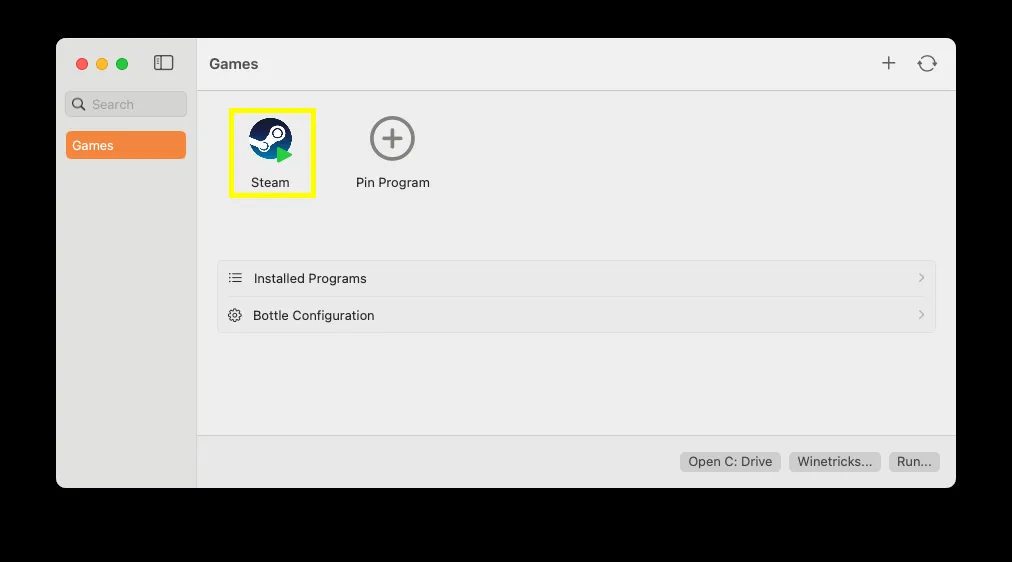 Games
Search
Games
Steam
Pin Program
Installed Programs
Bottle Configuration
Open C: Drive
Winetricks...
Run...